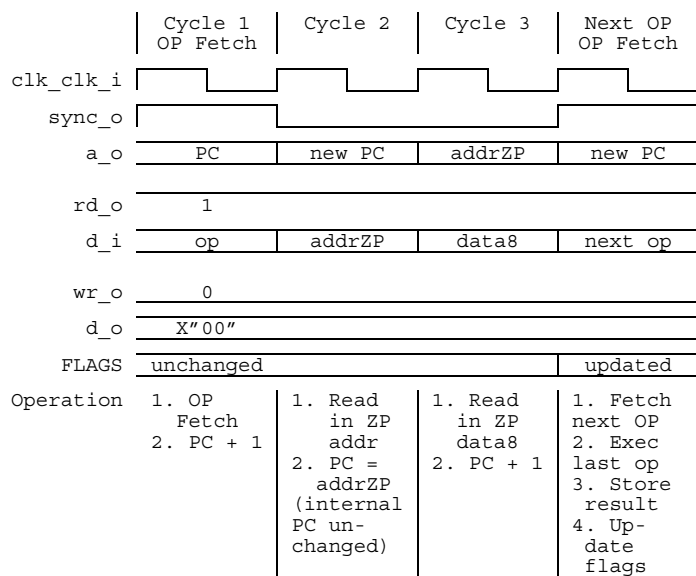 Cycle 1 Cycle 2 Cycle 3 Next OP
OP Fetch OP Fetch
clk_clk_i
sync_o
a_o PC new PC addrZP new PC
rd_o 1
d_i op addrZP data8 next op
wr_o 0
d_o X"00"
FLAGS unchanged updated
Operation 1. OP 1. Read 1. Read 1. Fetch
Fetch in ZP in ZP next OP
2. PC + 1 addr data8 2. Exec
2. PC = 2. PC + 1 last op
addrZP 3. Store
(internal result
PC un- 4. Up-
changed) date
flags